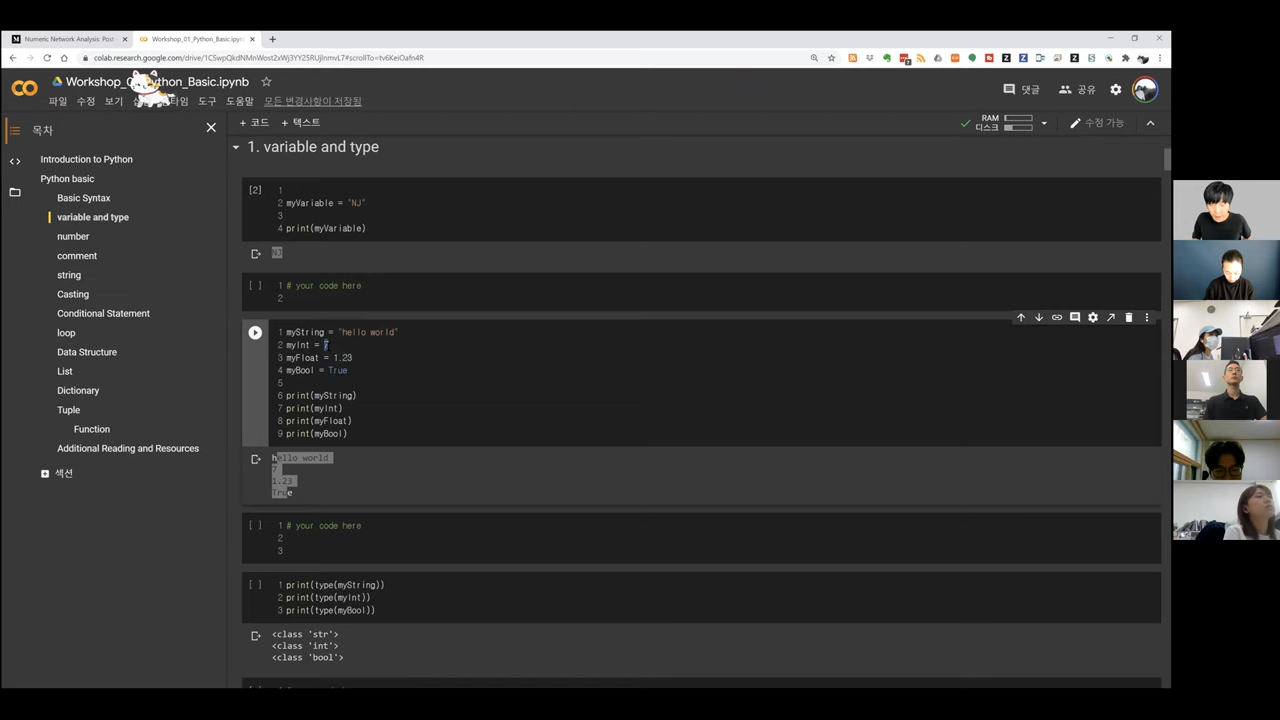 Numeric Network Analysis: Post
Workshop_01_Python_Basic.ipynb
colab.research.google.com/drive/1CSwpQkdNMnWost2xWj3YY25RUjlnmvL7#scrollTo=tv6KeiOafn4R
Workshop_0 Python_Basic.ipynb
파일 수정 보기 타임 도구 도움말 모든 변경사항이 저장됨
댓글 공유
목차
+ 코드 + 텍스트
RAM
디스크
수정 가능
Introduction to Python
Python basic
Basic Syntax
variable and type
number
comment
string
Casting
Conditional Statement
loop
Data Structure
List
Dictionary
Tuple
Function
Additional Reading and Resources
섹션
1. variable and type
[2] 1
2 myVariable = "NJ"
3
4 print(myVariable)
NJ
[ ] 1 # your code here
2
1 myString = "hello world"
2 myInt = 7
3 myFloat = 1.23
4 myBool = True
5
6 print(myString)
7 print(myInt)
8 print(myFloat)
9 print(myBool)
hello world
7
1.23
True
[ ] 1 # your code here
2
3
[ ] 1 print(type(myString))
2 print(type(myInt))
3 print(type(myBool))
<class 'str'>
<class 'int'>
<class 'bool'>